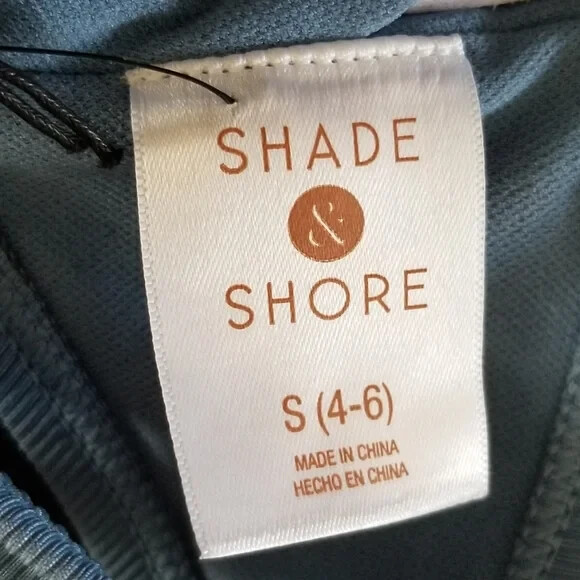 SHADE
&
SHORE
S (4-6)
MADE IN CHINA
HECHO EN CHINA